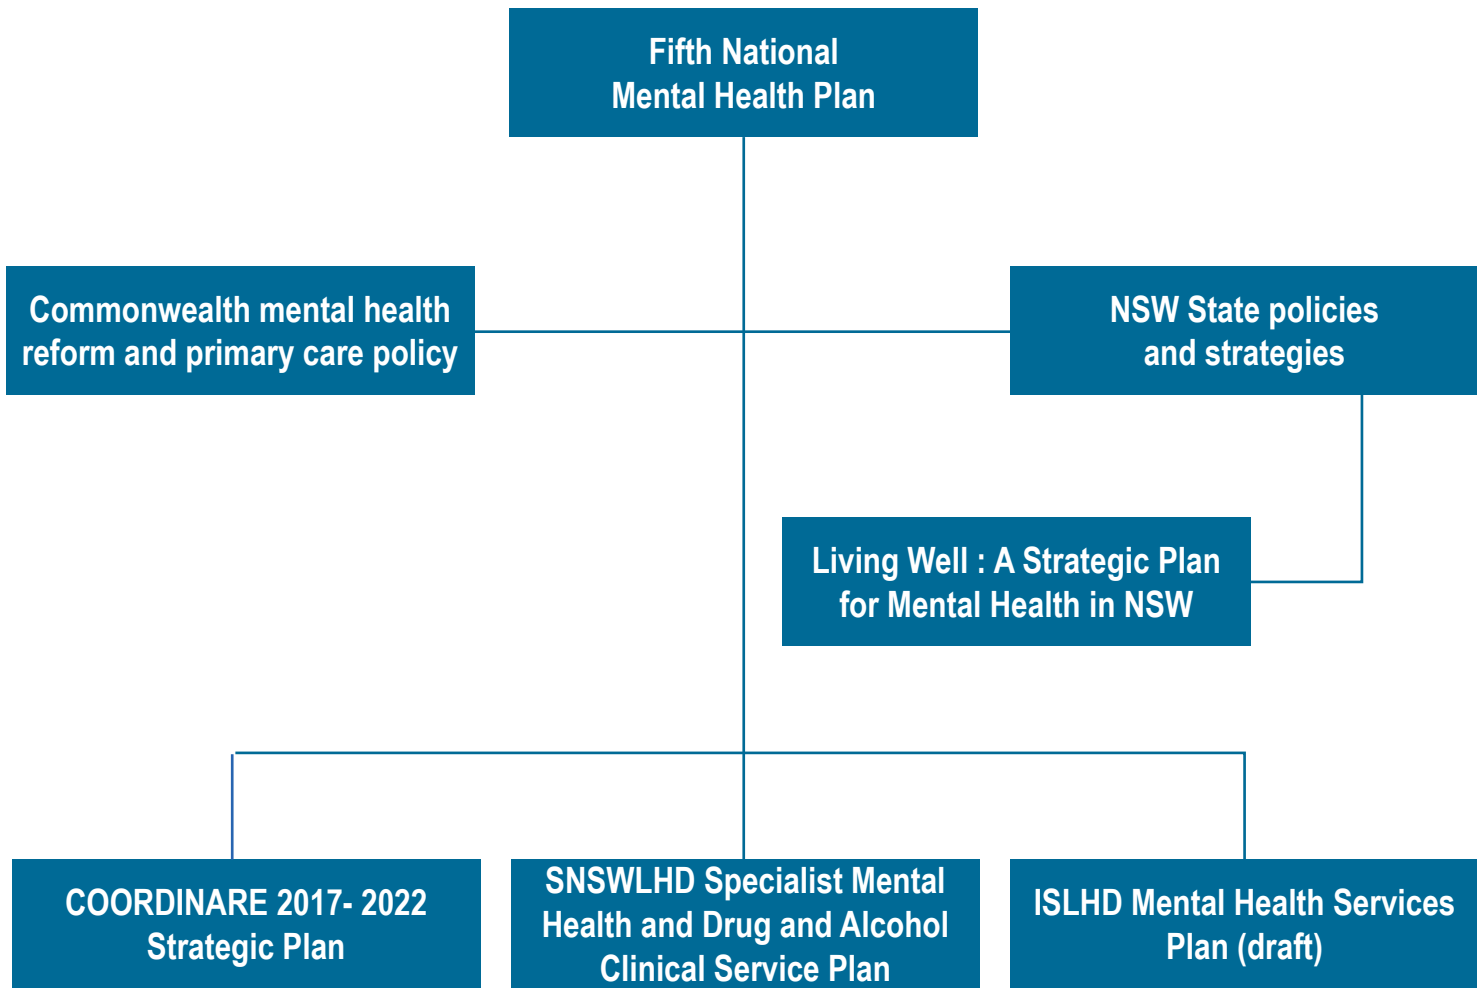 Fifth National
Mental Health Plan
Commonwealth mental health
reform and primary care policy
NSW State policies
and strategies
Living Well : A Strategic Plan
for Mental Health in NSW
COORDINARE 2017- 2022
Strategic Plan
SNSWLHD Specialist Mental
Health and Drug and Alcohol
Clinical Service Plan
ISLHD Mental Health Services
Plan (draft)